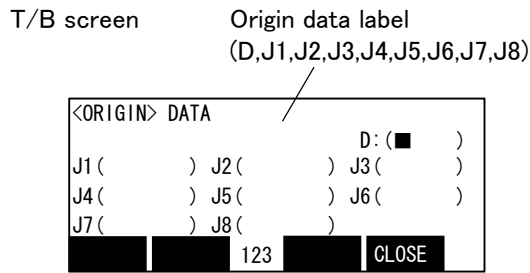 T/B screen
Origin data label
(D,J1,J2,J3,J4,J5,J6,J7,J8)
<ORIGIN> DATA
D:(■ )
J1( ) J2( ) J3( )
J4( ) J5( ) J6( )
J7( ) J8( )
123 CLOSE